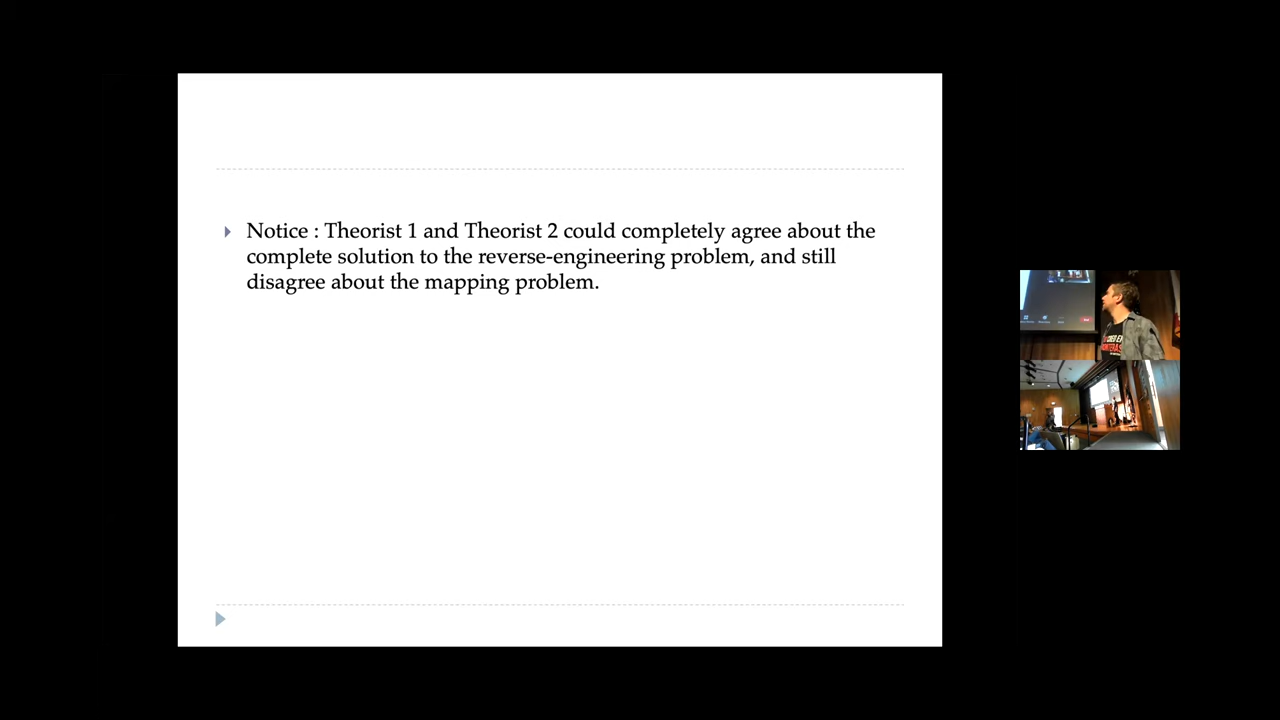 Notice : Theorist 1 and Theorist 2 could completely agree about the
complete solution to the reverse-engineering problem, and still
disagree about the mapping problem.